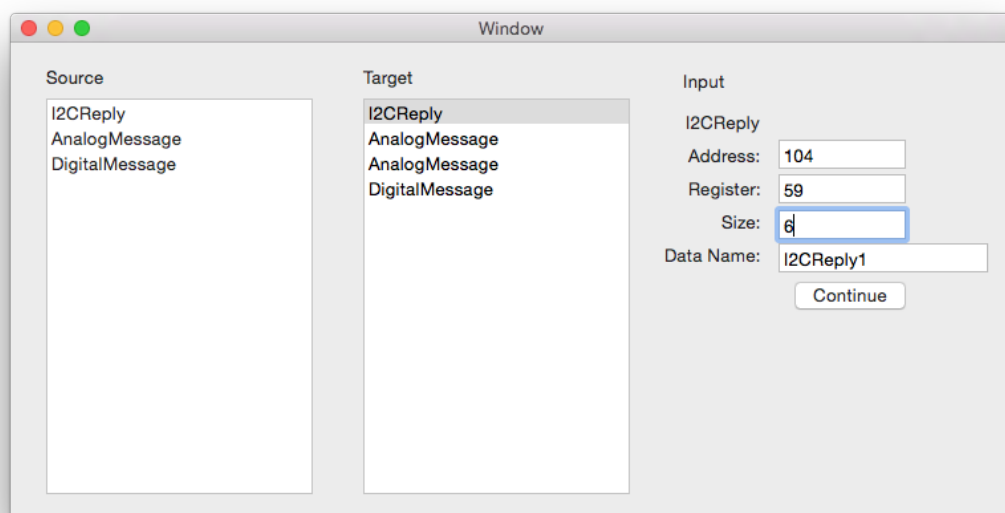 Window
Source
I2CReply
AnalogMessage
DigitalMessage
Target
I2CReply
AnalogMessage
AnalogMessage
DigitalMessage
Input
I2CReply
Address: 104
Register: 59
Size: 6
Data Name: I2CReply1
Continue